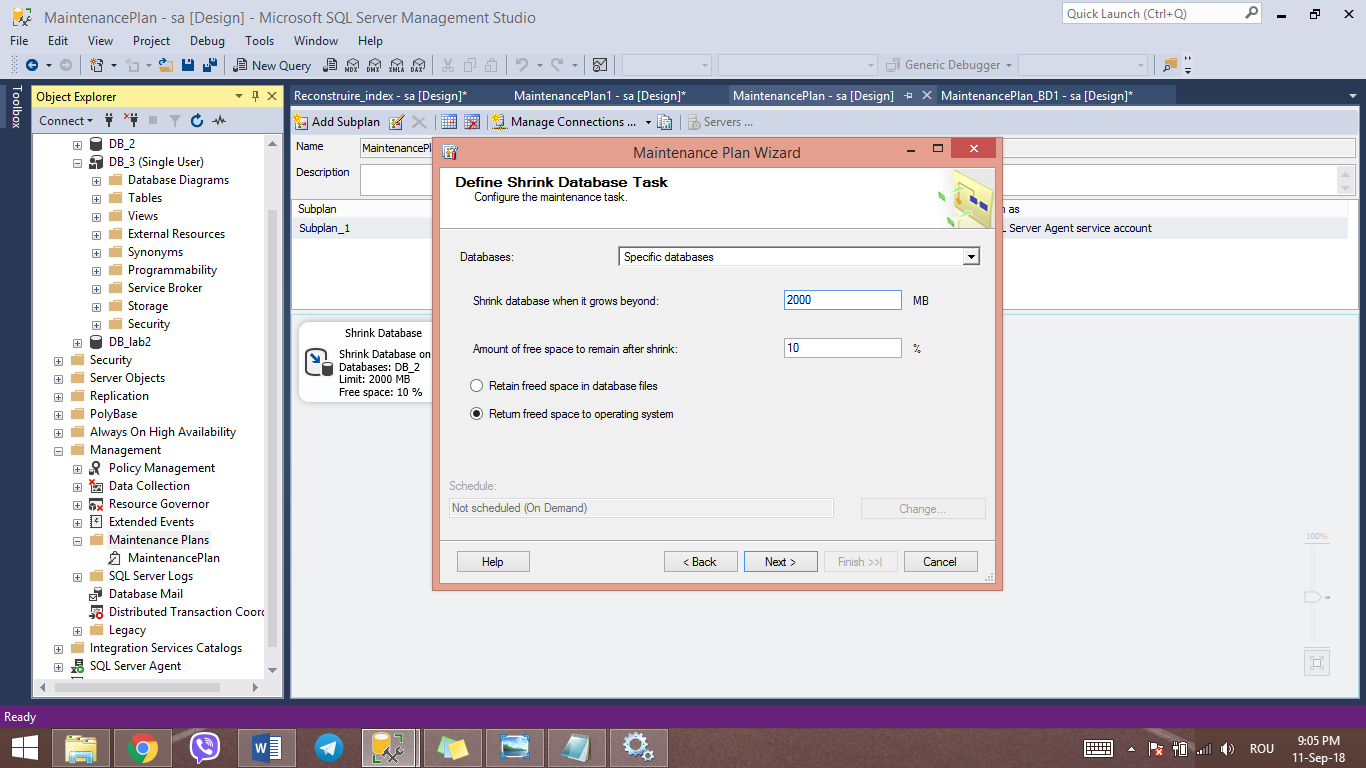 MaintenancePlan - sa [Design] - Microsoft SQL Server Management Studio
Quick Launch (Ctrl+Q)
File Edit View Project Debug Tools Window Help
New Query
MDX DMX XMLA DAX
Generic Debugger
Toolbox
Object Explorer
Connect
DB_2
DB_3 (Single User)
Database Diagrams
Tables
Views
External Resources
Synonyms
Programmability
Service Broker
Storage
Security
DB_lab2
Security
Server Objects
Replication
PolyBase
Always On High Availability
Management
Policy Management
Data Collection
Resource Governor
Extended Events
Maintenance Plans
MaintenancePlan
SQL Server Logs
Database Mail
Distributed Transaction Coor
Legacy
Integration Services Catalogs
SQL Server Agent
Reconstruire_index - sa [Design]* MaintenancePlan1 - sa [Design]* MaintenancePlan - sa [Design] MaintenancePlan_BD1 - sa [Design]*
Add Subplan Manage Connections ... Servers ...
Name MaintenancePl
Description
Subplan
n as
Subplan_1
Server Agent service account
Shrink Database
Shrink Database on
Databases: DB_2
Limit: 2000 MB
Free space: 10 %
Maintenance Plan Wizard
Define Shrink Database Task
Configure the maintenance task.
Databases: Specific databases
Shrink database when it grows beyond: 2000 MB
Amount of free space to remain after shrink: 10 %
Retain freed space in database files
Return freed space to operating system
Schedule:
Not scheduled (On Demand) Change...
Help < Back Next > Finish >>| Cancel
100%
Ready
ROU
9:05 PM
11-Sep-18